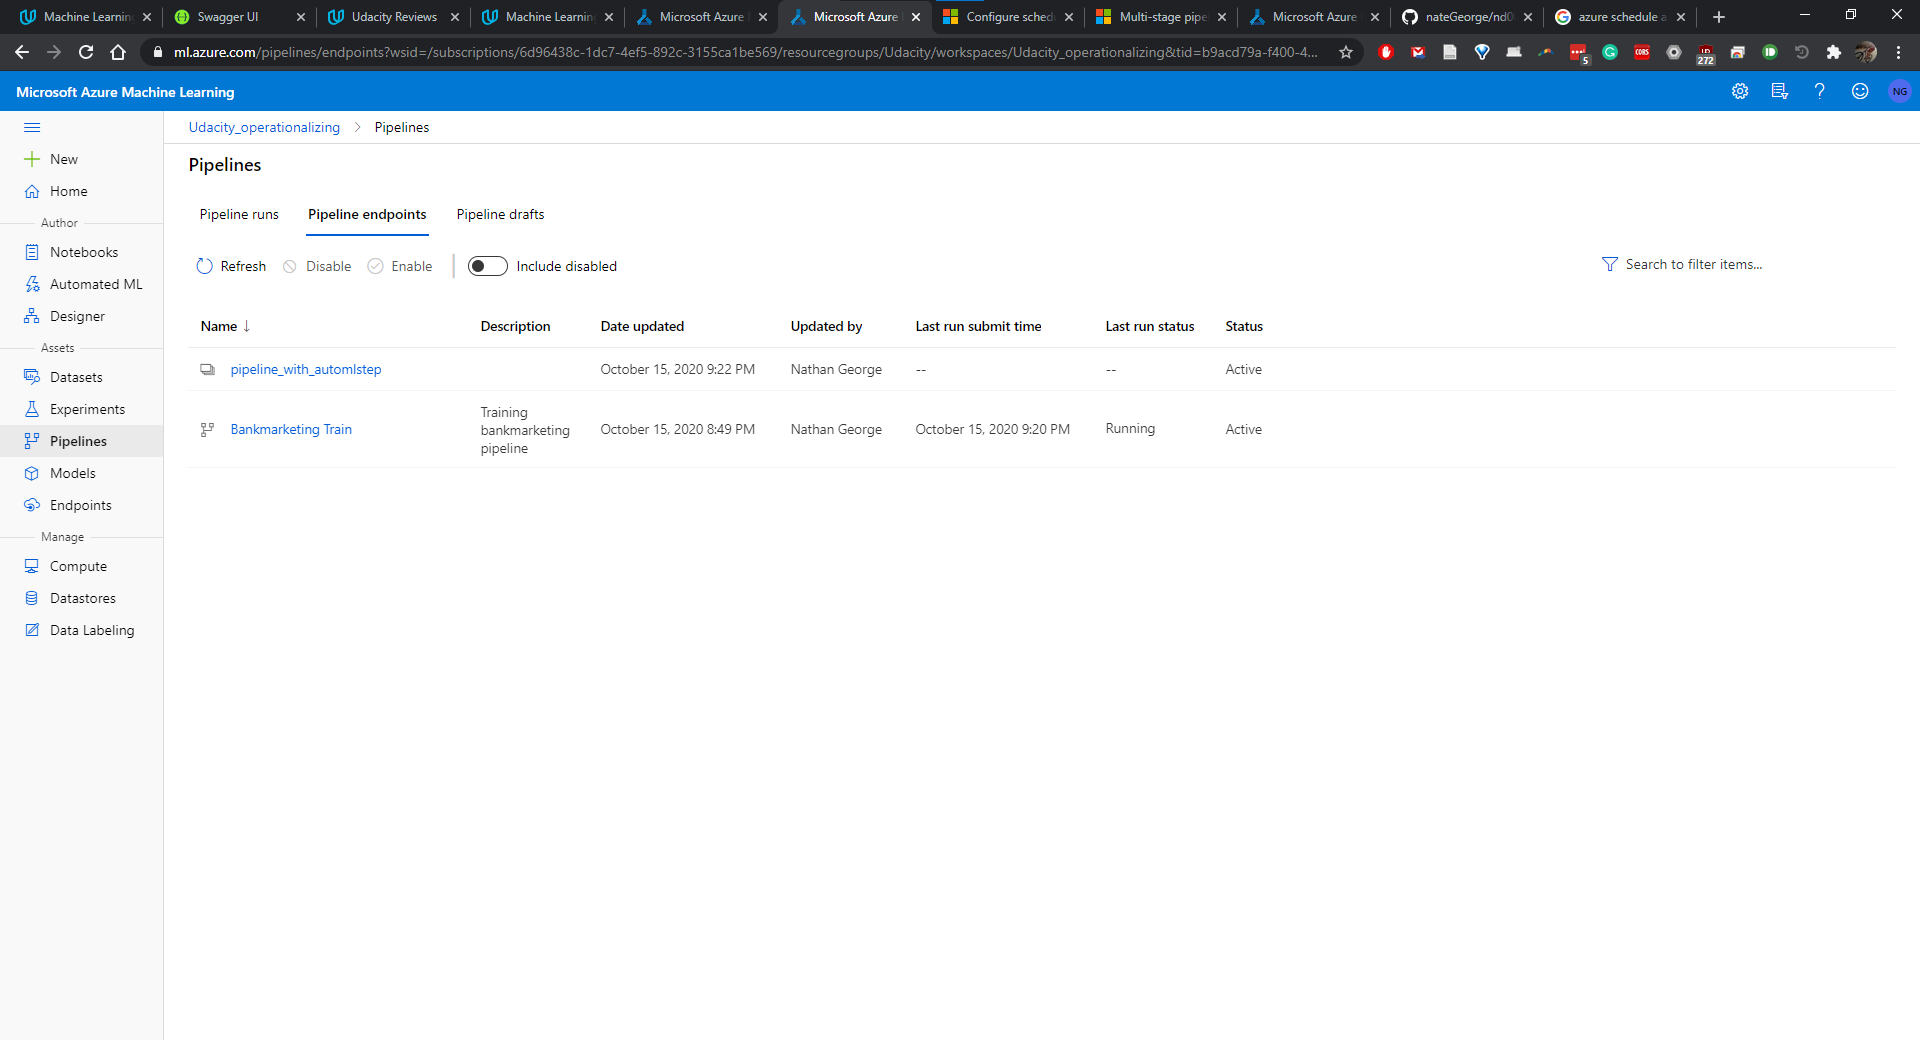 Machine Learnin
Swagger UI
Udacity Reviews
Machine Learning
Microsoft Azure
Microsoft Azure
Configure sched
Multi-stage pipe
Microsoft Azure
nateGeorge/nd0
azure schedule a
ml.azure.com/pipelines/endpoints?wsid=/subscriptions/6d96438c-1dc7-4ef5-892c-3155ca1be569/resourcegroups/Udacity/workspaces/Udacity_operationalizing&tid=b9acd79a-f400-4...
5
CORS
272
Microsoft Azure Machine Learning
NG
New
Home
Author
Notebooks
Automated ML
Designer
Assets
Datasets
Experiments
Pipelines
Models
Endpoints
Manage
Compute
Datastores
Data Labeling
Udacity_operationalizing > Pipelines
Pipelines
Pipeline runs Pipeline endpoints Pipeline drafts
Refresh Disable Enable Include disabled Search to filter items...
Name ↓ Description Date updated Updated by Last run submit time Last run status Status
pipeline_with_automlstep October 15, 2020 9:22 PM Nathan George -- -- Active
Bankmarketing Train Training bankmarketing pipeline October 15, 2020 8:49 PM Nathan George October 15, 2020 9:20 PM Running Active